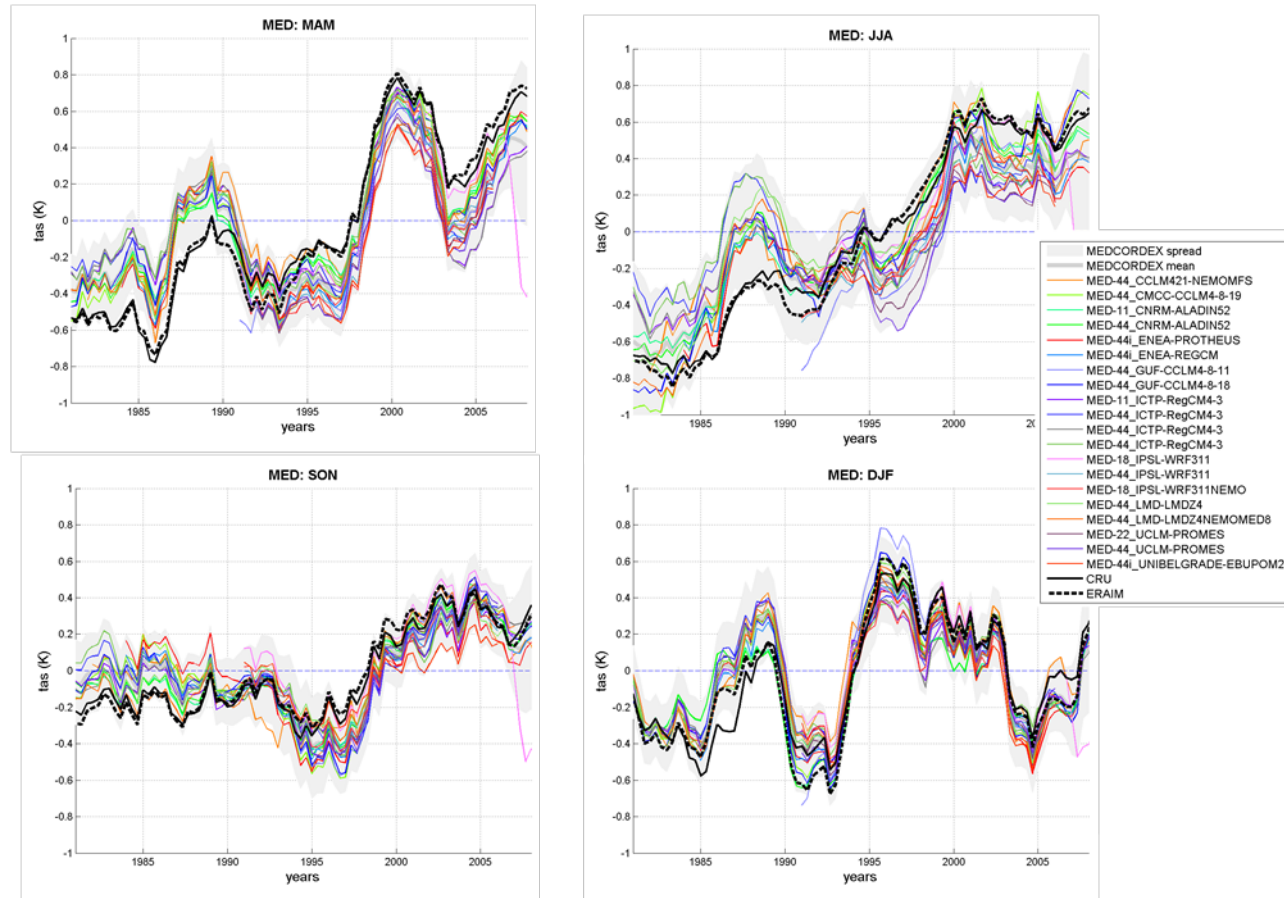 MED: MAM
1
0.8
0.6
0.4
0.2
0
-0.2
-0.4
-0.6
-0.8
-1
tas (K)
1985
1990
1995
2000
2005
years
MED: JJA
1
0.8
0.6
0.4
0.2
0
-0.2
-0.4
-0.6
-0.8
-1
tas (K)
1985
1990
1995
2000
years
MEDCORDEX spread
MEDCORDEX mean
MED-44_CCLM421-NEMOMFS
MED-44_CMCC-CCLM4-8-19
MED-11_CNRM-ALADIN52
MED-44_CNRM-ALADIN52
MED-44i_ENEA-PROTHEUS
MED-44i_ENEA-REGCM
MED-44_GUF-CCLM4-8-11
MED-44_GUF-CCLM4-8-18
MED-11_ICTP-RegCM4-3
MED-44_ICTP-RegCM4-3
MED-44_ICTP-RegCM4-3
MED-44_ICTP-RegCM4-3
MED-18_IPSL-WRF311
MED-44_IPSL-WRF311
MED-18_IPSL-WRF311NEMO
MED-44_LMD-LMDZ4
MED-44_LMD-LMDZ4NEMOMED8
MED-22_UCLM-PROMES
MED-44_UCLM-PROMES
MED-44i_UNIBELGRADE-EBUPOM2
CRU
ERAIM
MED: SON
1
0.8
0.6
0.4
0.2
0
-0.2
-0.4
-0.6
-0.8
-1
tas (K)
1985
1990
1995
2000
2005
years
MED: DJF
1
0.8
0.6
0.4
0.2
0
-0.2
-0.4
-0.6
-0.8
-1
tas (K)
1985
1990
1995
2000
2005
years